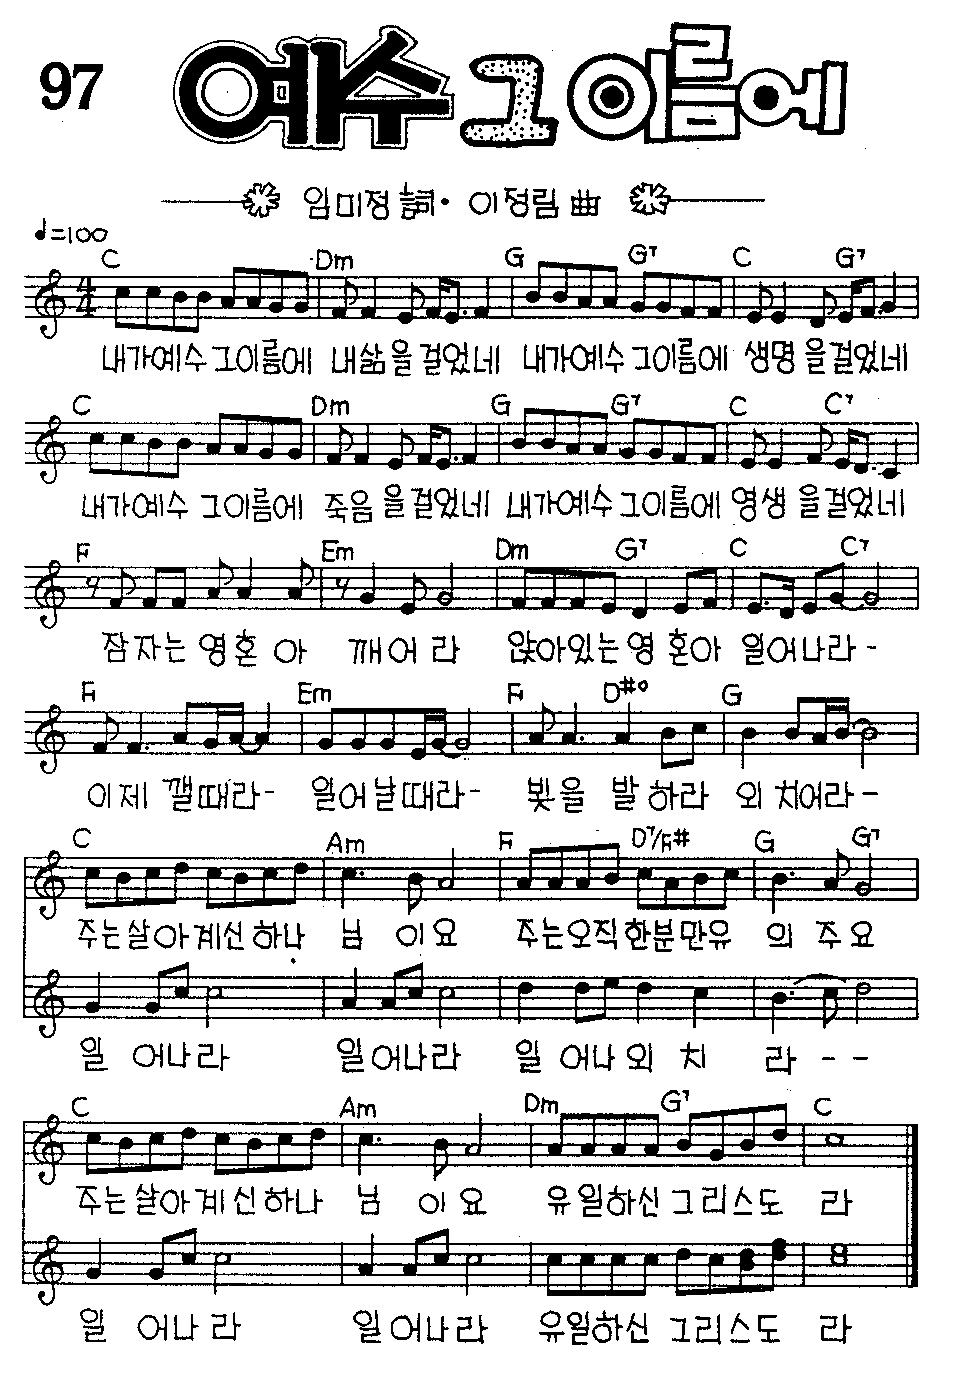 97 예수 그 이름에
임미정 詞 · 이정림 曲
♩=100
C Dm G G7 C G7
4/4
내가예수 그이름에 내삶을 걸었네 내가예수 그이름에 생명을걸었네
C Dm G G7 C C7
내가예수 그이름에 죽음을걸었네 내가예수그이름에 영생을걸었네
F Em Dm G7 C C7
잠자는 영혼아 깨어라 앉아있는영혼아 일어나라-
F Em F D#o G
이제 깰때라- 일어날때라- 빛을 발하라 외치어라-
C Am F D7/F# G G7
주는살아계신하나 님 이요 주는오직한분만유 의 주요
일 어나라 일어나라 일 어나 외 치 라 - -
C Am Dm G7 C
주는살아계신하나 님 이요 유일하신 그리스도 라
일 어나라 일어나라 유일하신 그리스도 라